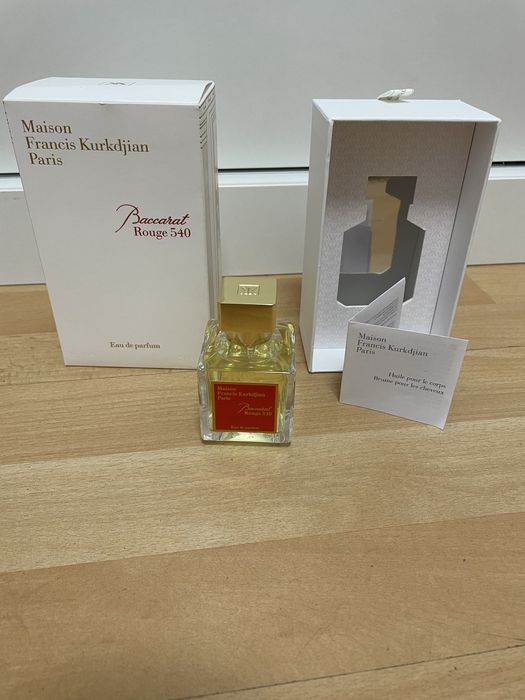 Maison
Francis Kurkdjian
Paris
Baccarat
Rouge 540
Eau de parfum
Maison
Francis Kurkdjian
Paris
Baccarat
Rouge 540
Eau de parfum
Maison
Francis Kurkdjian
Paris
Huile pour le corps
Brume pour les cheveux